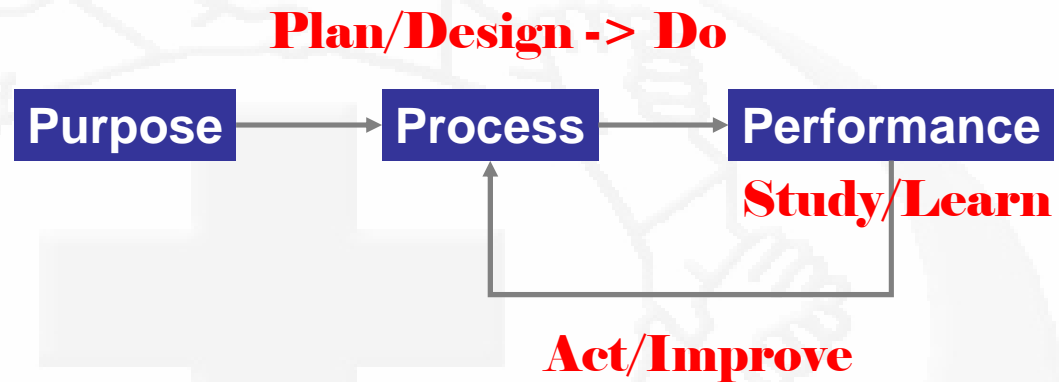 Plan/Design -> Do
Purpose Process Performance
Study/Learn
Act/Improve